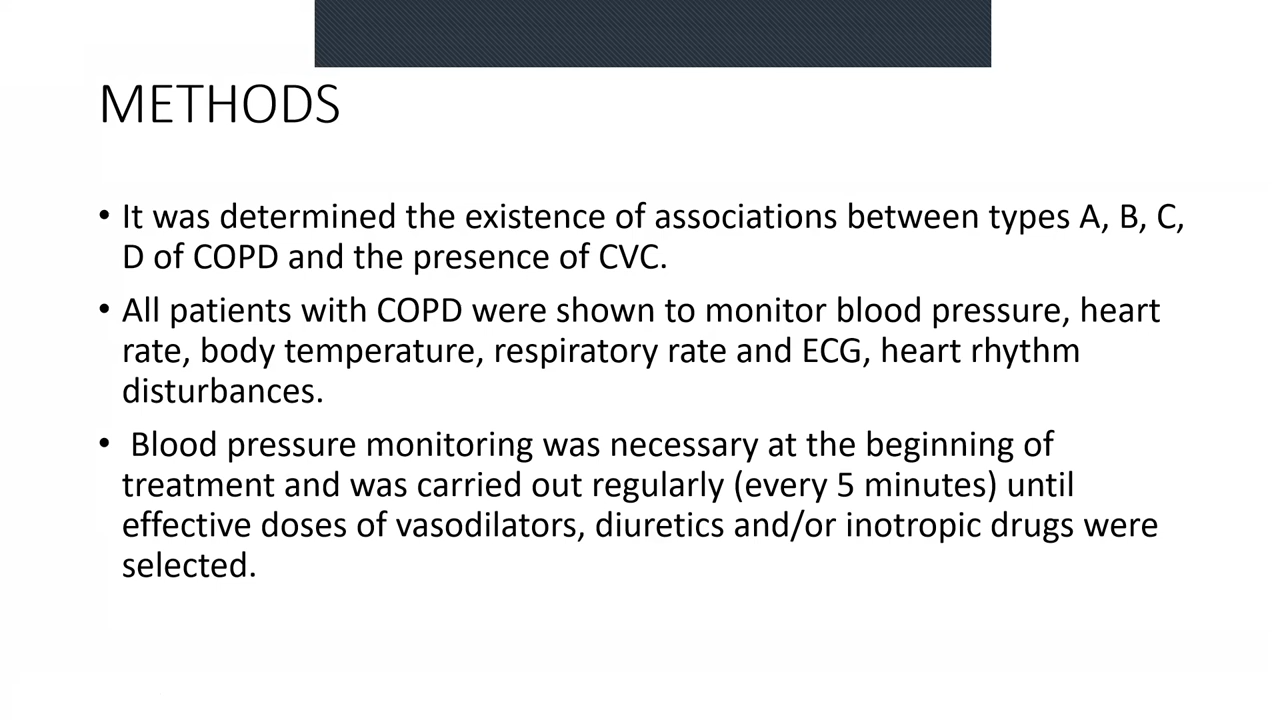 METHODS
• It was determined the existence of associations between types A, B, C,
D of COPD and the presence of CVC.
• All patients with COPD were shown to monitor blood pressure, heart
rate, body temperature, respiratory rate and ECG, heart rhythm
disturbances.
• Blood pressure monitoring was necessary at the beginning of
treatment and was carried out regularly (every 5 minutes) until
effective doses of vasodilators, diuretics and/or inotropic drugs were
selected.